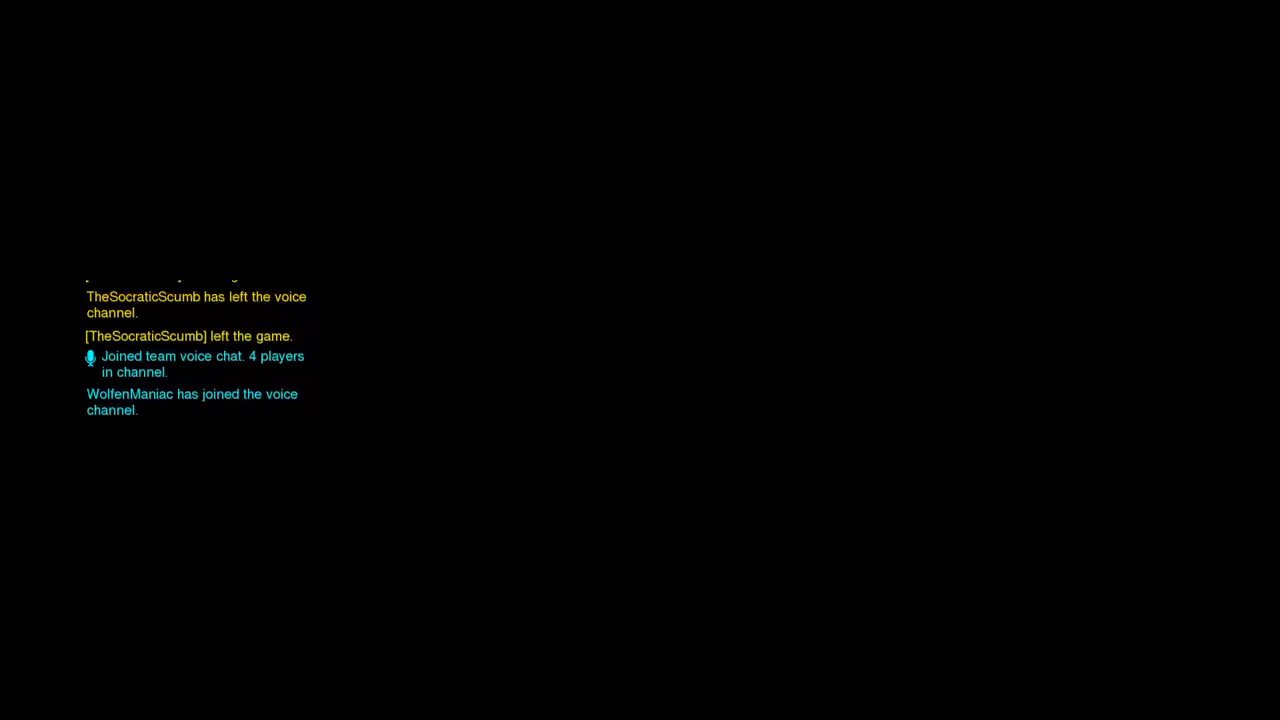 TheSocraticScumb has left the voice
channel.
[TheSocraticScumb] left the game.
Joined team voice chat. 4 players
in channel.
WolfenManiac has joined the voice
channel.